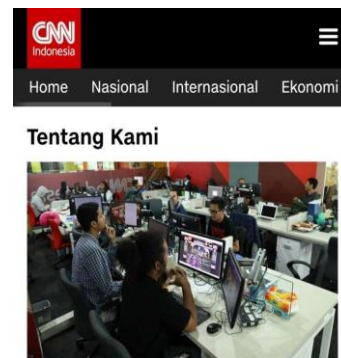 CNN
Indonesia
Home Nasional Internasional Ekonomi
Tentang Kami